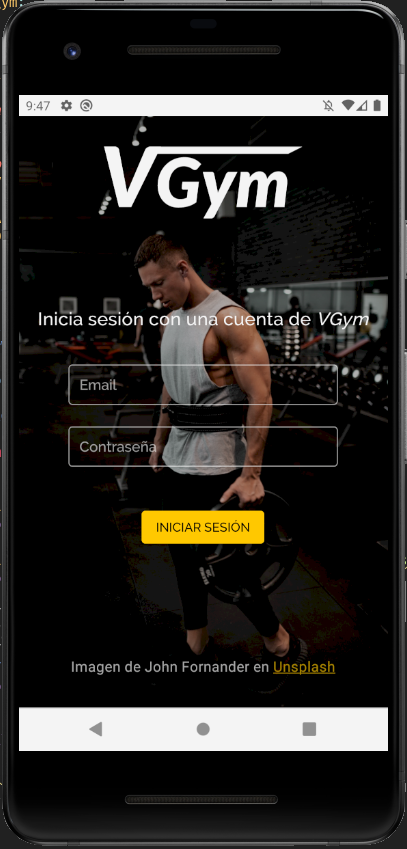 ym:
9:47
VGym
Inicia sesión con una cuenta de VGym
Email
Contraseña
INICIAR SESIÓN
Imagen de John Fornander en Unsplash